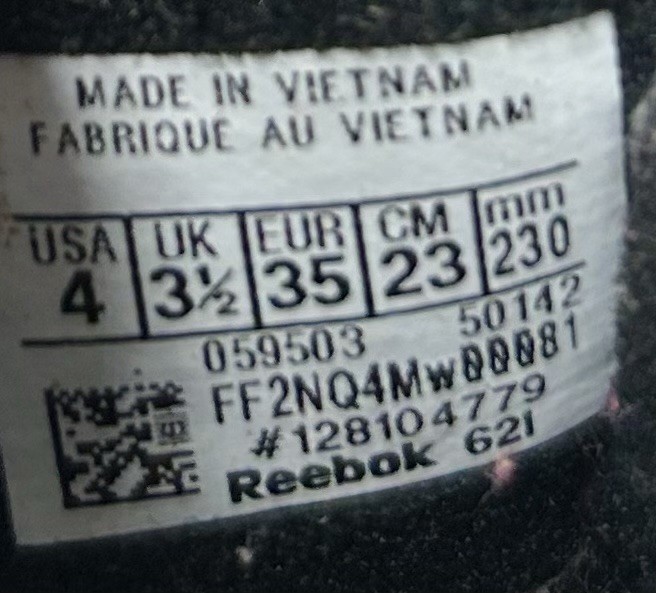 MADE IN VIETNAM
FABRIQUE AU VIETNAM
USA UK EUR CM mm
4 3½ 35 23 230
059503 50142
FF2NQ4Mw00081
#128104779
Reebok 621